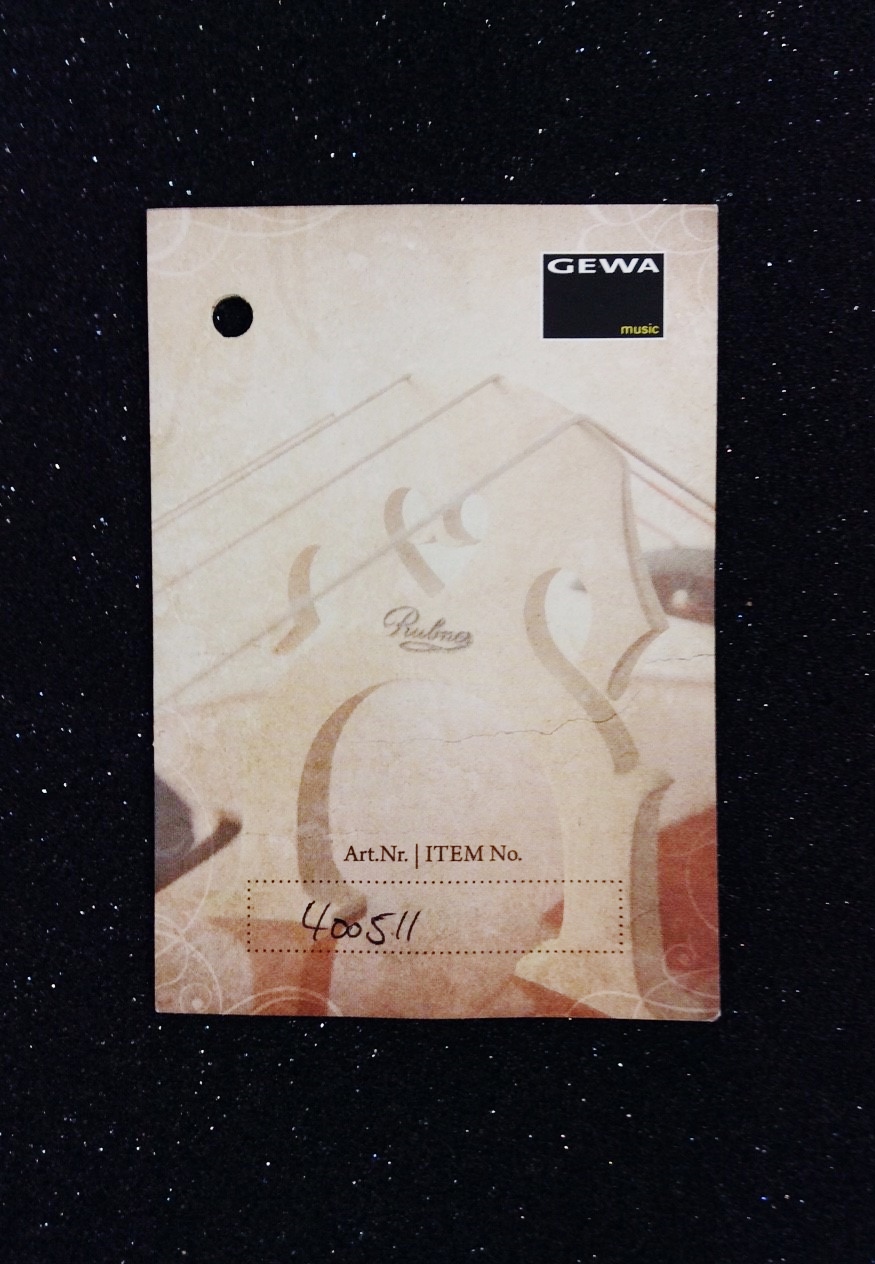 GEWA
music
Rubner
Art.Nr. | ITEM No.
400511